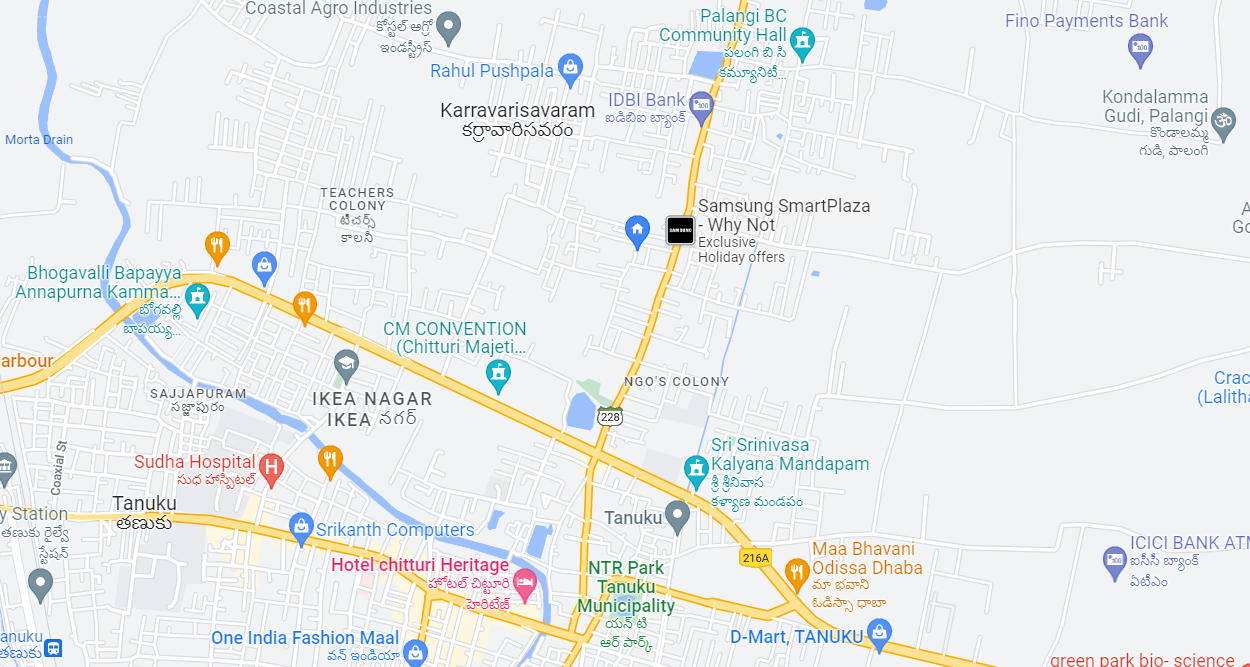 Coastal Agro Industries
కోస్టల్ ఆగ్రో
ఇండస్ట్రీస్
Palangi BC
Community Hall
పలంగి బి సి
కమ్యూనిటీ...
Fino Payments Bank
Rahul Pushpala
Karravarisavaram
కర్రావారిసవరం
IDBI Bank
ఐడిబిఐ బ్యాంక్
Kondalamma
Gudi, Palangi
కొండాలమ్మ
గుడి, పాలంగి
Morta Drain
TEACHERS
COLONY
టీచర్స్
కాలనీ
SAMSUNG
Samsung SmartPlaza
- Why Not
Exclusive
Holiday offers
Bhogavalli Bapayya
Annapurna Kamma...
భోగవల్లి
బాపయ్య...
CM CONVENTION
(Chitturi Majeti...
arbour
NGO'S COLONY
Crac
(Lalitha
SAJJAPURAM
సజ్జాపురం
IKEA NAGAR
IKEA నగర్
228
Coaxial St
Sudha Hospital
సుధ హాస్పిటల్
Sri Srinivasa
Kalyana Mandapam
శ్రీ శ్రీనివాస
కళ్యాణ మండపం
Tanuku
తణుకు
y Station
తణుకు రైల్వే
స్టేషన్
Srikanth Computers
Tanuku
216A
Maa Bhavani
Odissa Dhaba
మా భవాని
ఓడిస్సా ధాబా
ICICI BANK ATM
ఐసిసీ బ్యాంక్
ఏటీఎం
Hotel chitturi Heritage
హోటల్ చిట్టూరి
హెరిటేజ్
NTR Park
Tanuku
Municipality
యన్ టి
ఆర్ పార్క్
One India Fashion Maal
వన్ ఇండియా
D-Mart, TANUKU
anuku
తణుకు
green park bio- science